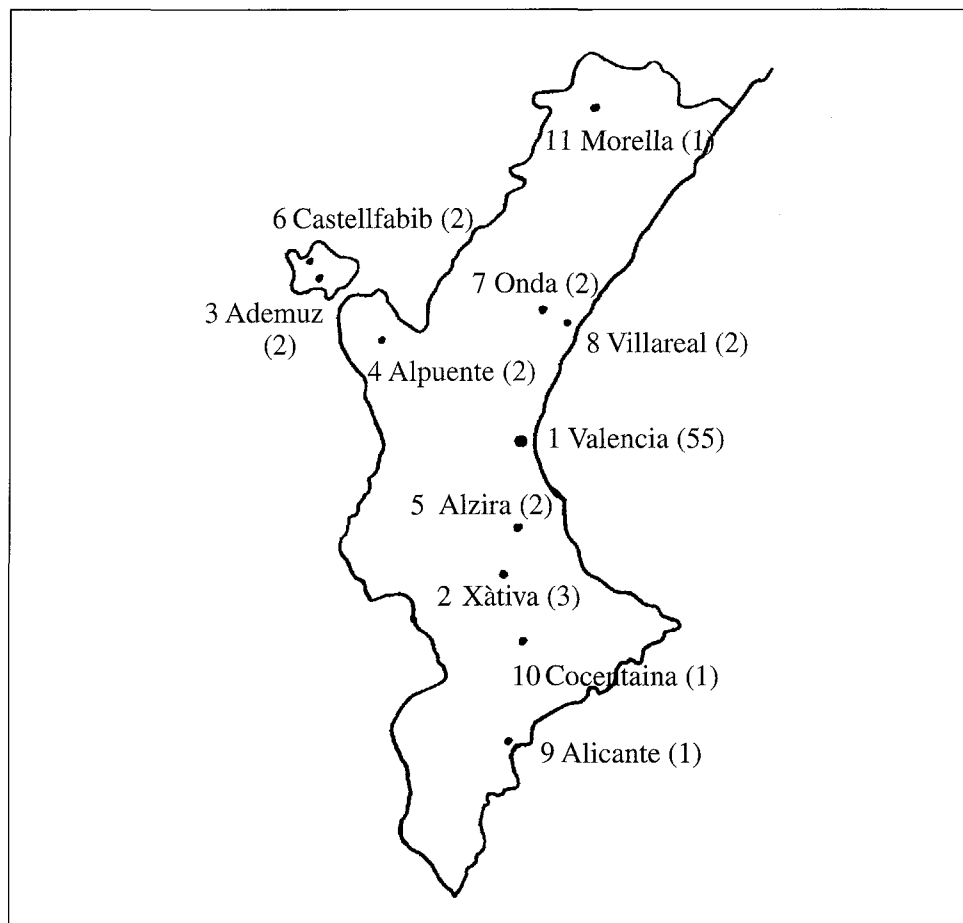 11 Morella (1)
6 Castellfabib (2)
7 Onda (2)
3 Ademuz
(2)
8 Villareal (2)
4 Alpuente (2)
1 Valencia (55)
5 Alzira (2)
2 Xàtiva (3)
10 Cocentaina (1)
9 Alicante (1)